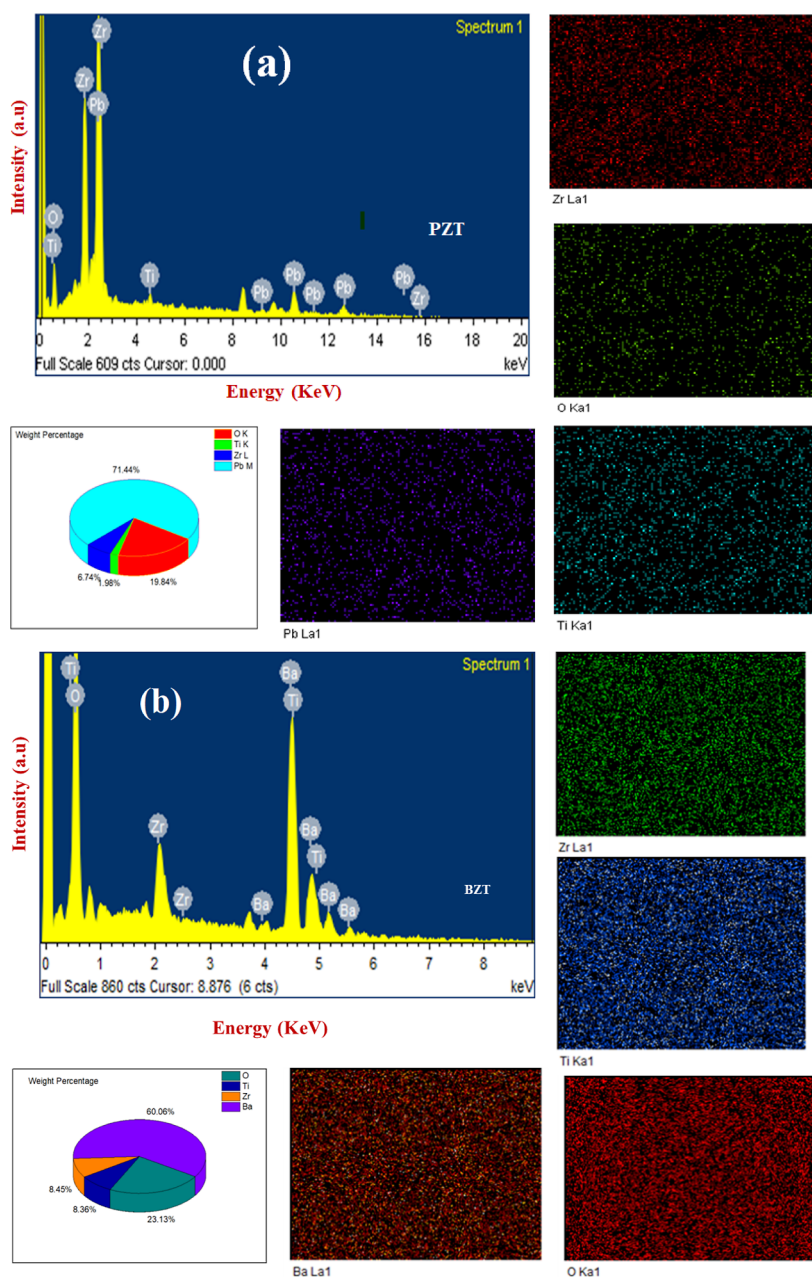 Spectrum 1
(a)
Zr
Zr
Pb
O
Ti
PZT
Ti
Pb
Pb
Pb
Pb
Pb
Zr
Intensity (a.u)
0 2 4 6 8 10 12 14 16 18 20
Full Scale 609 cts Cursor: 0.000 keV
Energy (KeV)
Zr La1
O Ka1
Weight Percentage
O K
Ti K
Zr L
Pb M
71.44%
6.74%
1.98%
19.84%
Pb La1
Ti Ka1
Spectrum 1
(b)
Ti
O
Ba
Ti
Zr
Ba
Ti
Zr
Ba
Ba
Ba
BZT
Intensity (a.u)
0 1 2 3 4 5 6 7 8
Full Scale 860 cts Cursor: 8.876 (6 cts) keV
Energy (KeV)
Zr La1
Ti Ka1
Weight Percentage
O
Ti
Zr
Ba
60.06%
8.45%
8.36%
23.13%
Ba La1
O Ka1